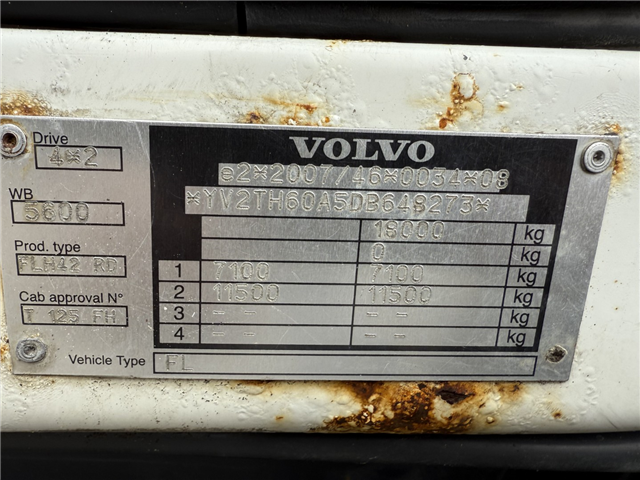 Drive
4*2
WB
5600
Prod. type
FLH42 RD
Cab approval N°
T 125 FH
VOLVO
e2*2007/46*0034*08
*YV2TH60A5DB648273*
18000 kg
0 kg
1 7100 7100 kg
2 11500 11500 kg
3 -- -- kg
4 -- -- kg
Vehicle Type FL